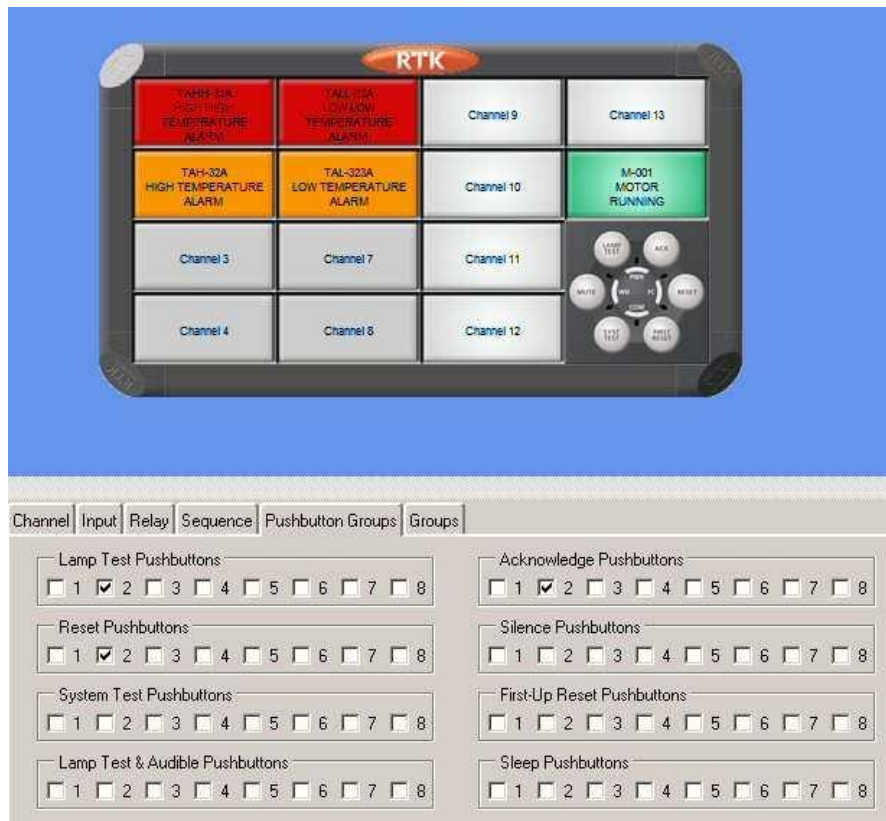 RTK
RTK
TAHH-32A
HIGH HIGH
TEMPERATURE
ALARM
LOW LOW
TEMPERATURE
ALARM
Channel 9
Channel 13
TAH-32A
HIGH TEMPERATURE
ALARM
TAL-323A
LOW TEMPERATURE
ALARM
Channel 10
M-001
MOTOR
RUNNING
Channel 3
Channel 7
Channel 11
LAMP
TEST
ACK
PWR
MUTE
WD
FC
RESET
COM
Channel 4
Channel 8
Channel 12
SYST
TEST
FIRST
RESET
RTK
Channel Input Relay Sequence Pushbutton Groups Groups
Lamp Test Pushbuttons
1 2 3 4 5 6 7 8
Acknowledge Pushbuttons
1 2 3 4 5 6 7 8
Reset Pushbuttons
1 2 3 4 5 6 7 8
Silence Pushbuttons
1 2 3 4 5 6 7 8
System Test Pushbuttons
1 2 3 4 5 6 7 8
First-Up Reset Pushbuttons
1 2 3 4 5 6 7 8
Lamp Test & Audible Pushbuttons
1 2 3 4 5 6 7 8
Sleep Pushbuttons
1 2 3 4 5 6 7 8